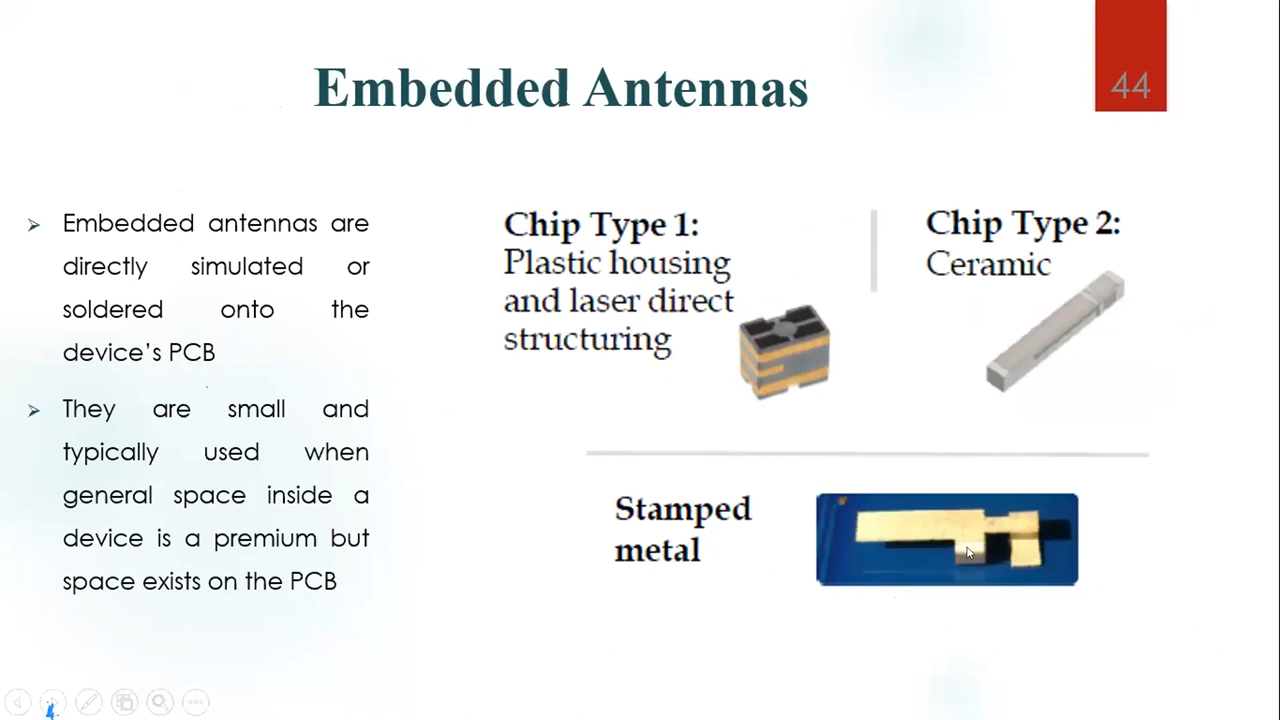 Embedded Antennas
44
Embedded antennas are
directly simulated or
soldered onto the
device's PCB
They are small and
typically used when
general space inside a
device is a premium but
space exists on the PCB
Chip Type 1:
Plastic housing
and laser direct
structuring
Chip Type 2:
Ceramic
Stamped
metal